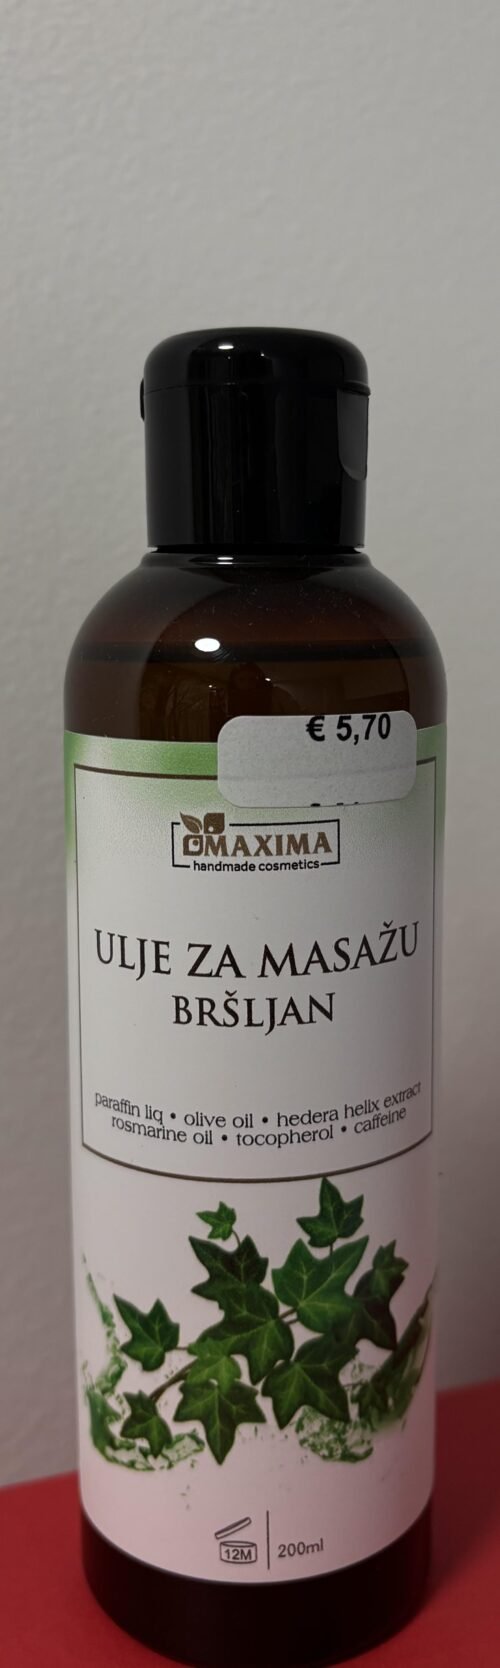 € 5,70
MAXIMA
handmade cosmetics
ULJE ZA MASAŽU
BRŠLJAN
paraffin liq • olive oil • hedera helix extract
rosmarine oil • tocopherol • caffeine
12M
200ml